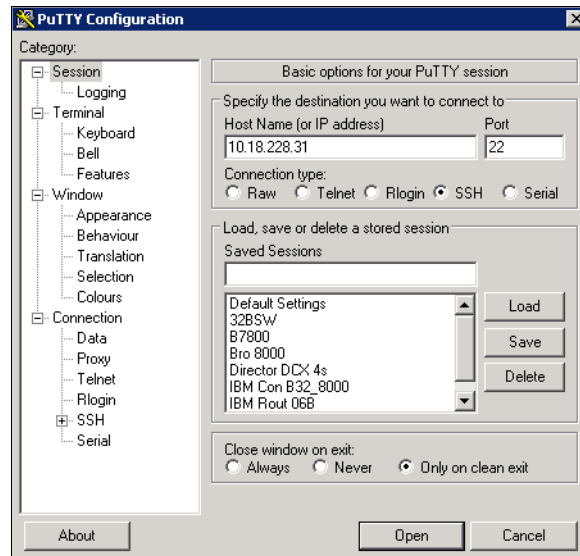 PuTTY Configuration
Category:
Session
Logging
Terminal
Keyboard
Bell
Features
Window
Appearance
Behaviour
Translation
Selection
Colours
Connection
Data
Proxy
Telnet
Rlogin
SSH
Serial
Basic options for your PuTTY session
Specify the destination you want to connect to
Host Name (or IP address) Port
10.18.228.31 22
Connection type:
Raw Telnet Rlogin SSH Serial
Load, save or delete a stored session
Saved Sessions
Default Settings
32BSW
B7800
Bro 8000
Director DCX 4s
IBM Con B32_8000
IBM Rout 06B
Load
Save
Delete
Close window on exit:
Always Never Only on clean exit
About Open Cancel